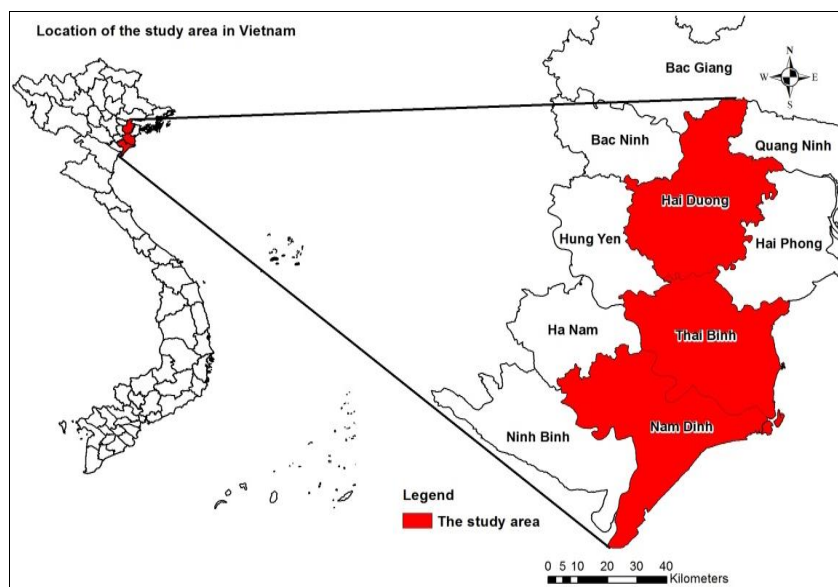 Location of the study area in Vietnam
N
W E
S
Bac Giang
Bac Ninh
Quang Ninh
Hai Duong
Hung Yen
Hai Phong
Ha Nam
Thai Binh
Ninh Binh
Nam Dinh
Legend
The study area
0 5 10 20 30 40
Kilometers